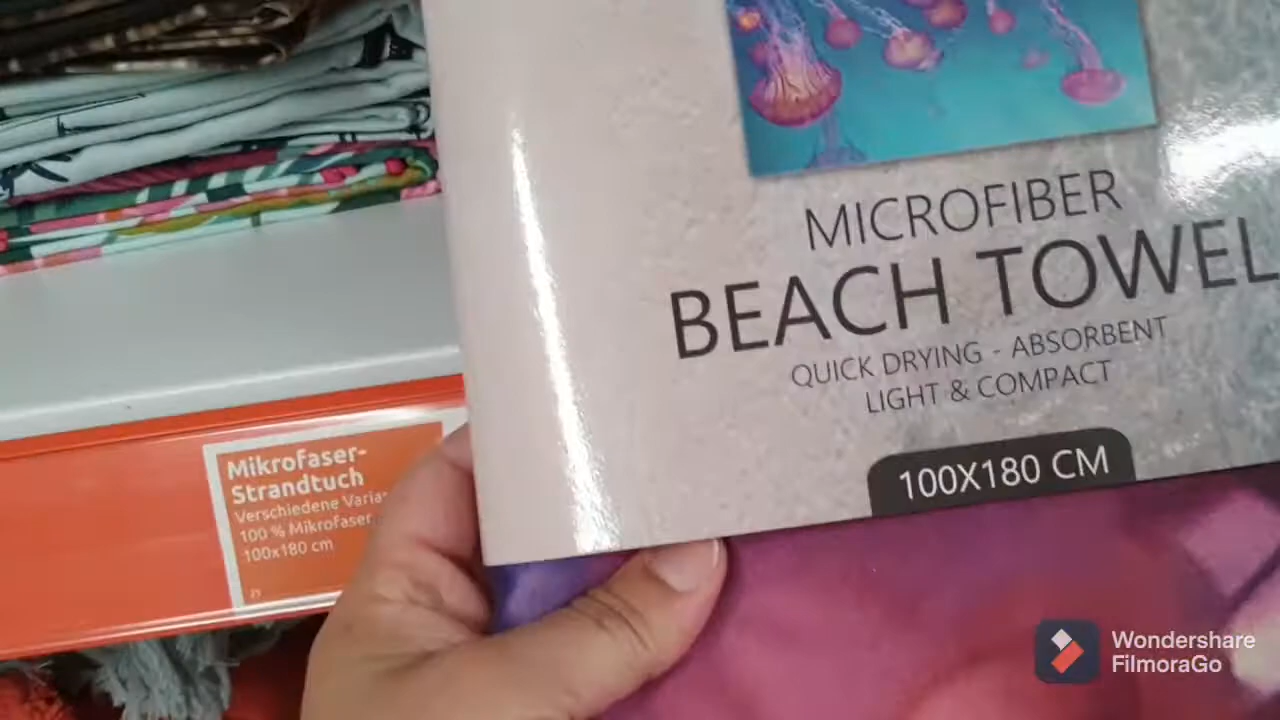 MICROFIBER
BEACH TOWEL
QUICK DRYING - ABSORBENT
LIGHT & COMPACT
100X180 CM
Mikrofaser-
Strandtuch
Verschiedene
100 % Mikrofaser
100x180 cm
Wondershare
FilmoraGo